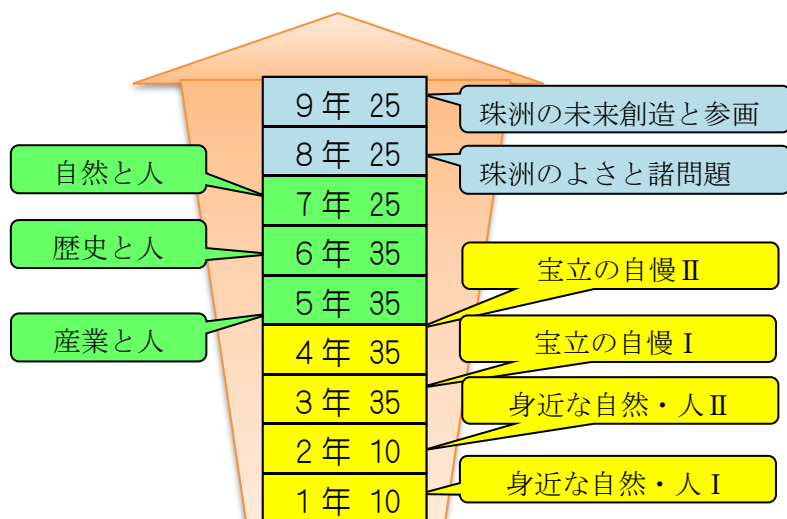 9年 25
珠洲の未来創造と参画
8年 25
珠洲のよさと諸問題
自然と人
7年 25
歴史と人
6年 35
宝立の自慢Ⅱ
5年 35
産業と人
4年 35
宝立の自慢Ⅰ
3年 35
身近な自然・人Ⅱ
2年 10
身近な自然・人Ⅰ
1年 10